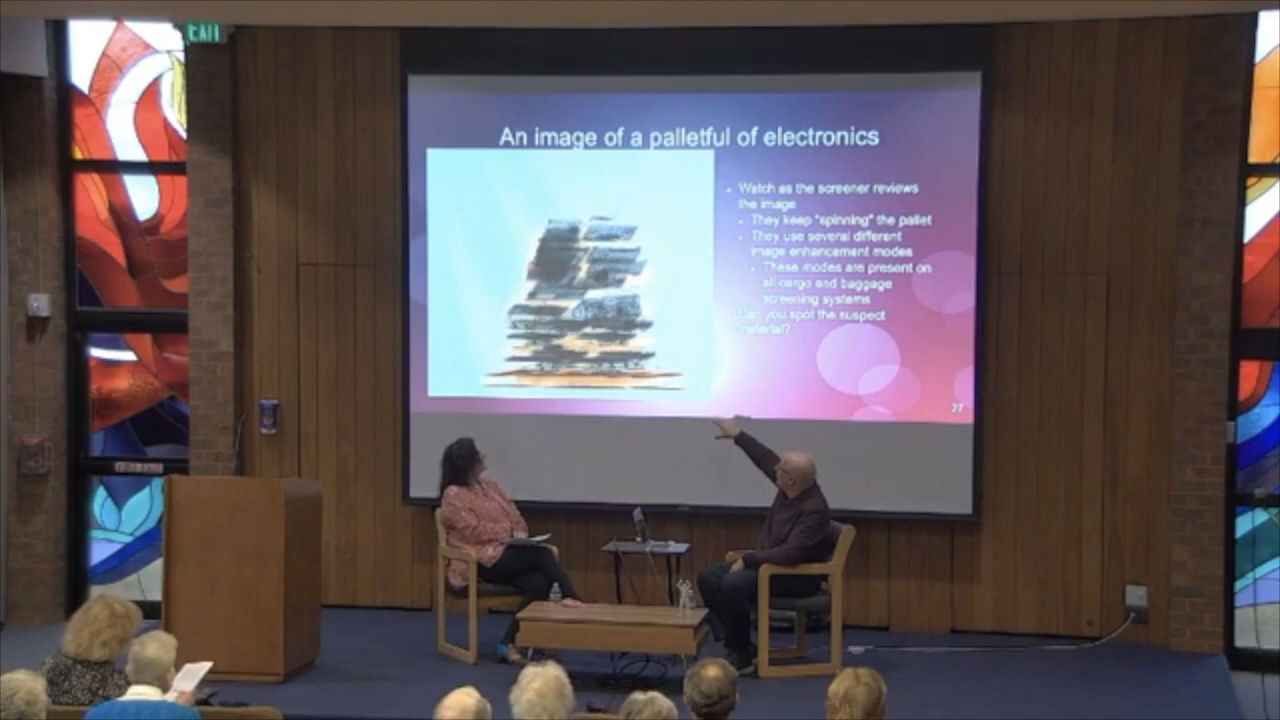 EXIT
An image of a palletful of electronics
Watch as the screener reviews
the image
They keep "spinning" the pallet
They use several different
image enhancement modes
These modes are present on
all cargo and baggage
screening systems
Can you spot the suspect
material?
27